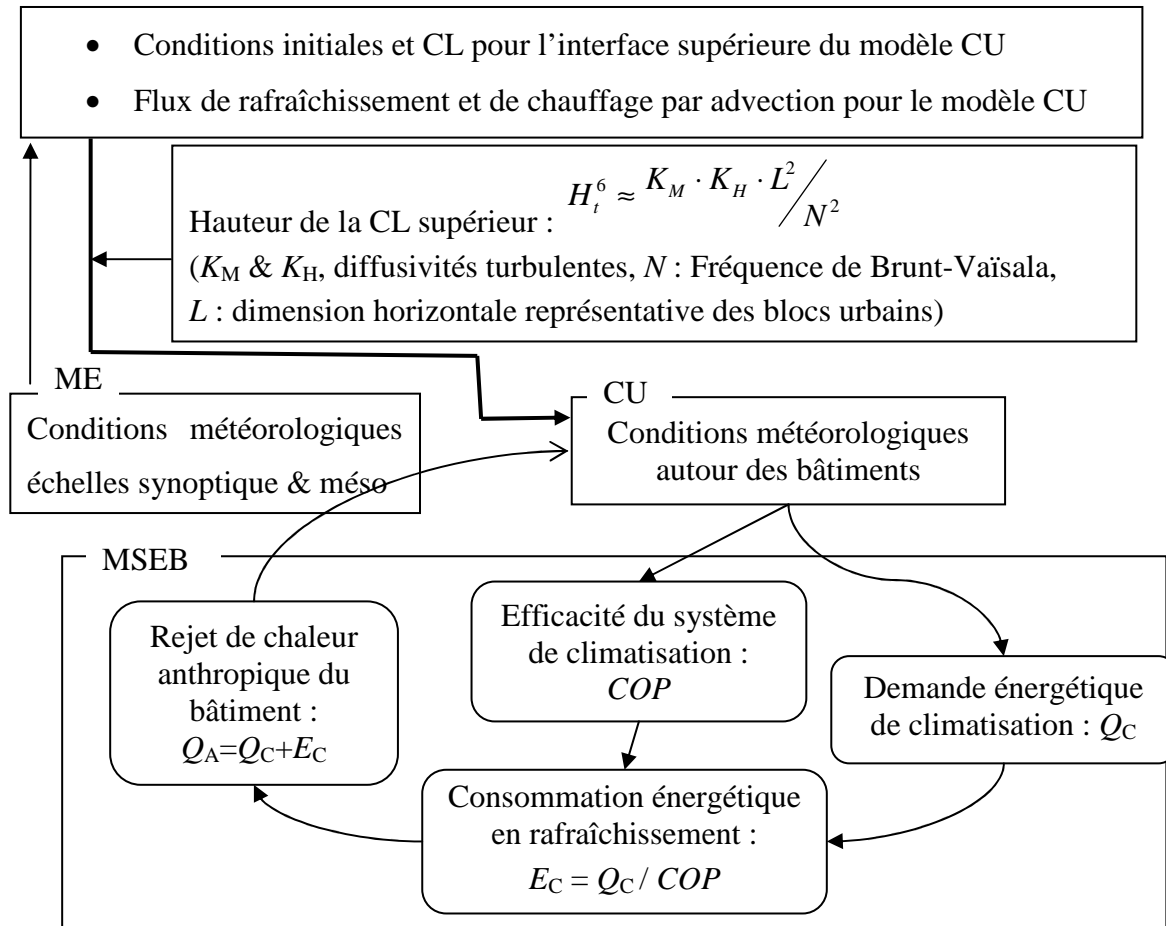 • Conditions initiales et CL pour l'interface supérieure du modèle CU
• Flux de rafraîchissement et de chauffage par advection pour le modèle CU
Hauteur de la CL supérieur : H_t^6 ≈ K_M · K_H · L^2 / N^2
(K_M & K_H, diffusivités turbulentes, N : Fréquence de Brunt-Vaïsala,
L : dimension horizontale représentative des blocs urbains)
ME
Conditions météorologiques
échelles synoptique & méso
CU
Conditions météorologiques
autour des bâtiments
MSEB
Rejet de chaleur
anthropique du
bâtiment :
Q_A=Q_C+E_C
Efficacité du système
de climatisation :
COP
Demande énergétique
de climatisation : Q_C
Consommation énergétique
en rafraîchissement :
E_C = Q_C / COP